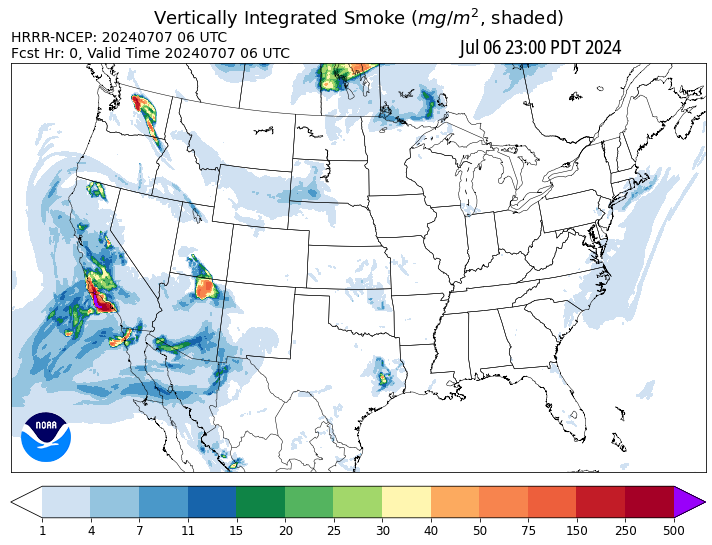 Vertically Integrated Smoke (mg/m², shaded)
HRRR-NCEP: 20240707 06 UTC
Fcst Hr: 0, Valid Time 20240707 06 UTC
Jul 06 23:00 PDT 2024
NOAA
1 4 7 11 15 20 25 30 40 50 75 150 250 500